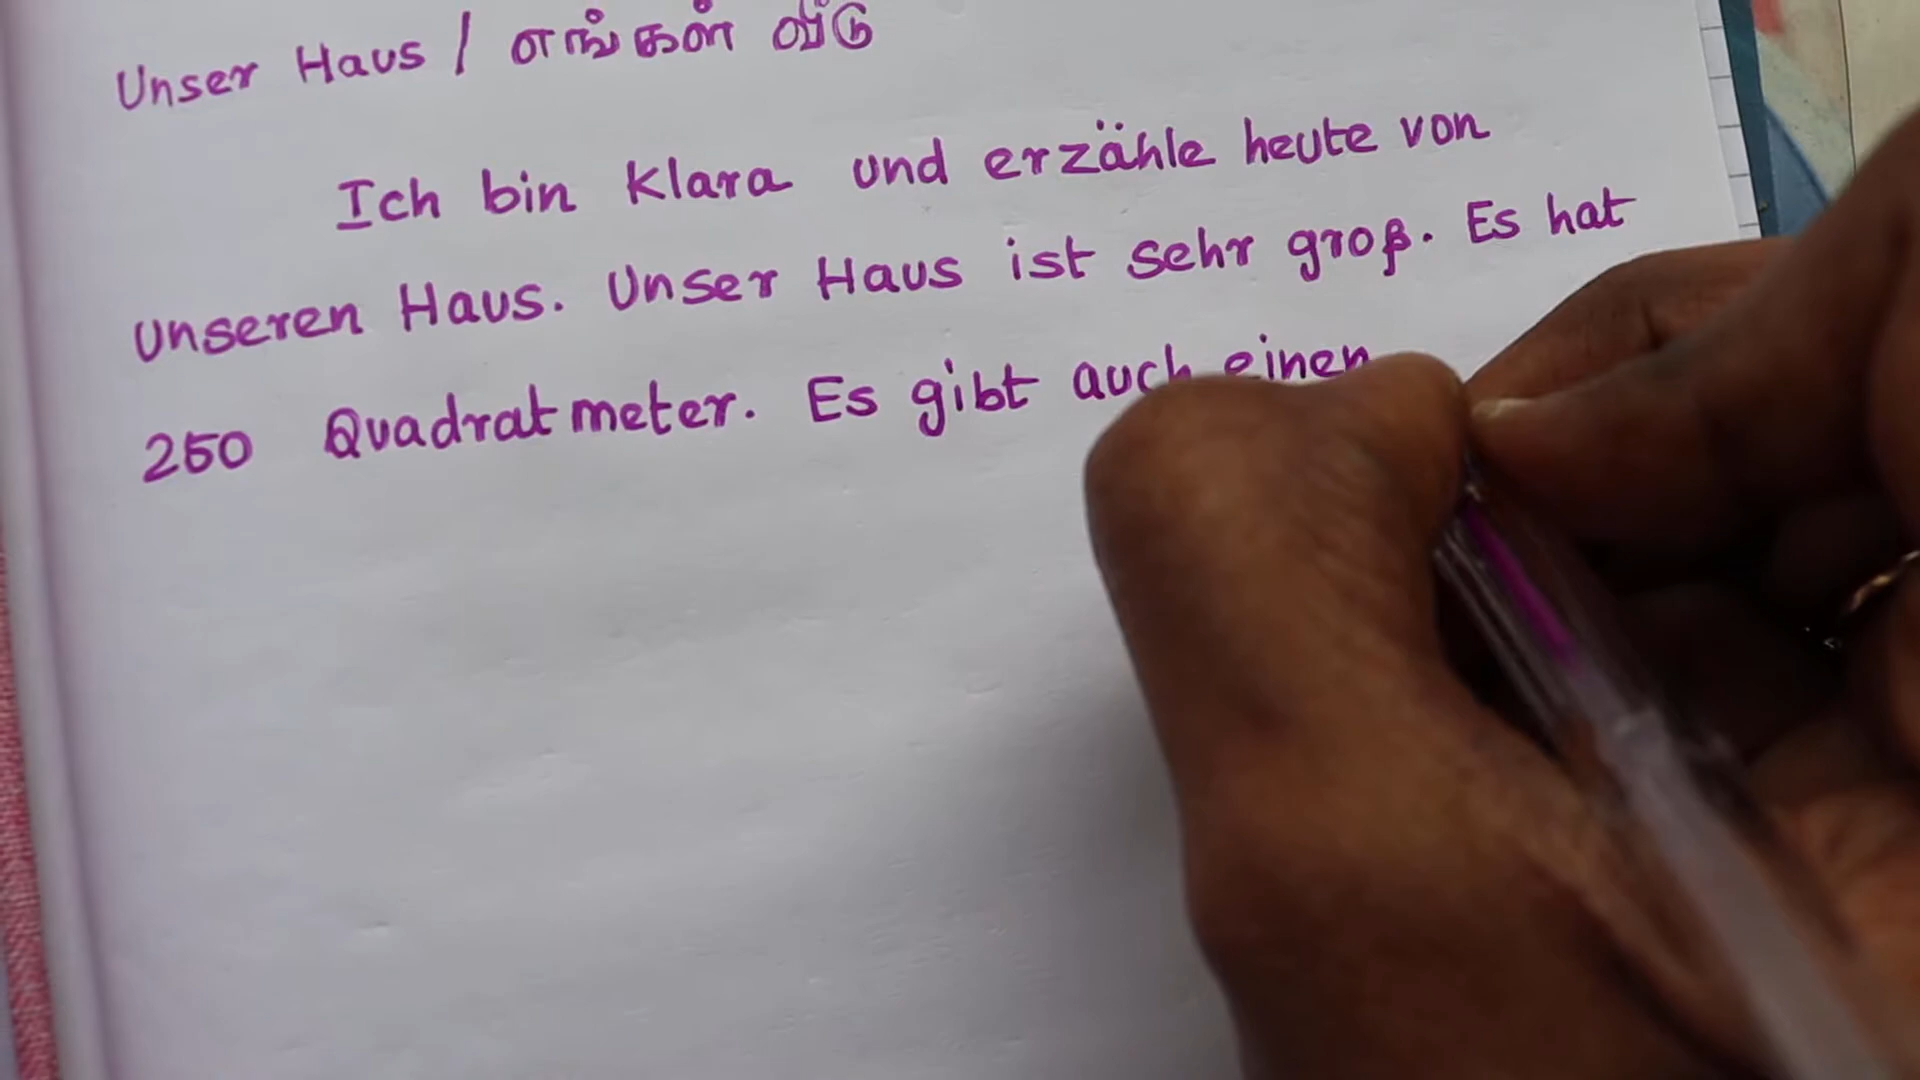 Unser Haus / எங்கள் வீடு
Ich bin Klara und erzähle heute von
unseren Haus. Unser Haus ist sehr groß. Es hat
250 Quadratmeter. Es gibt auch einen